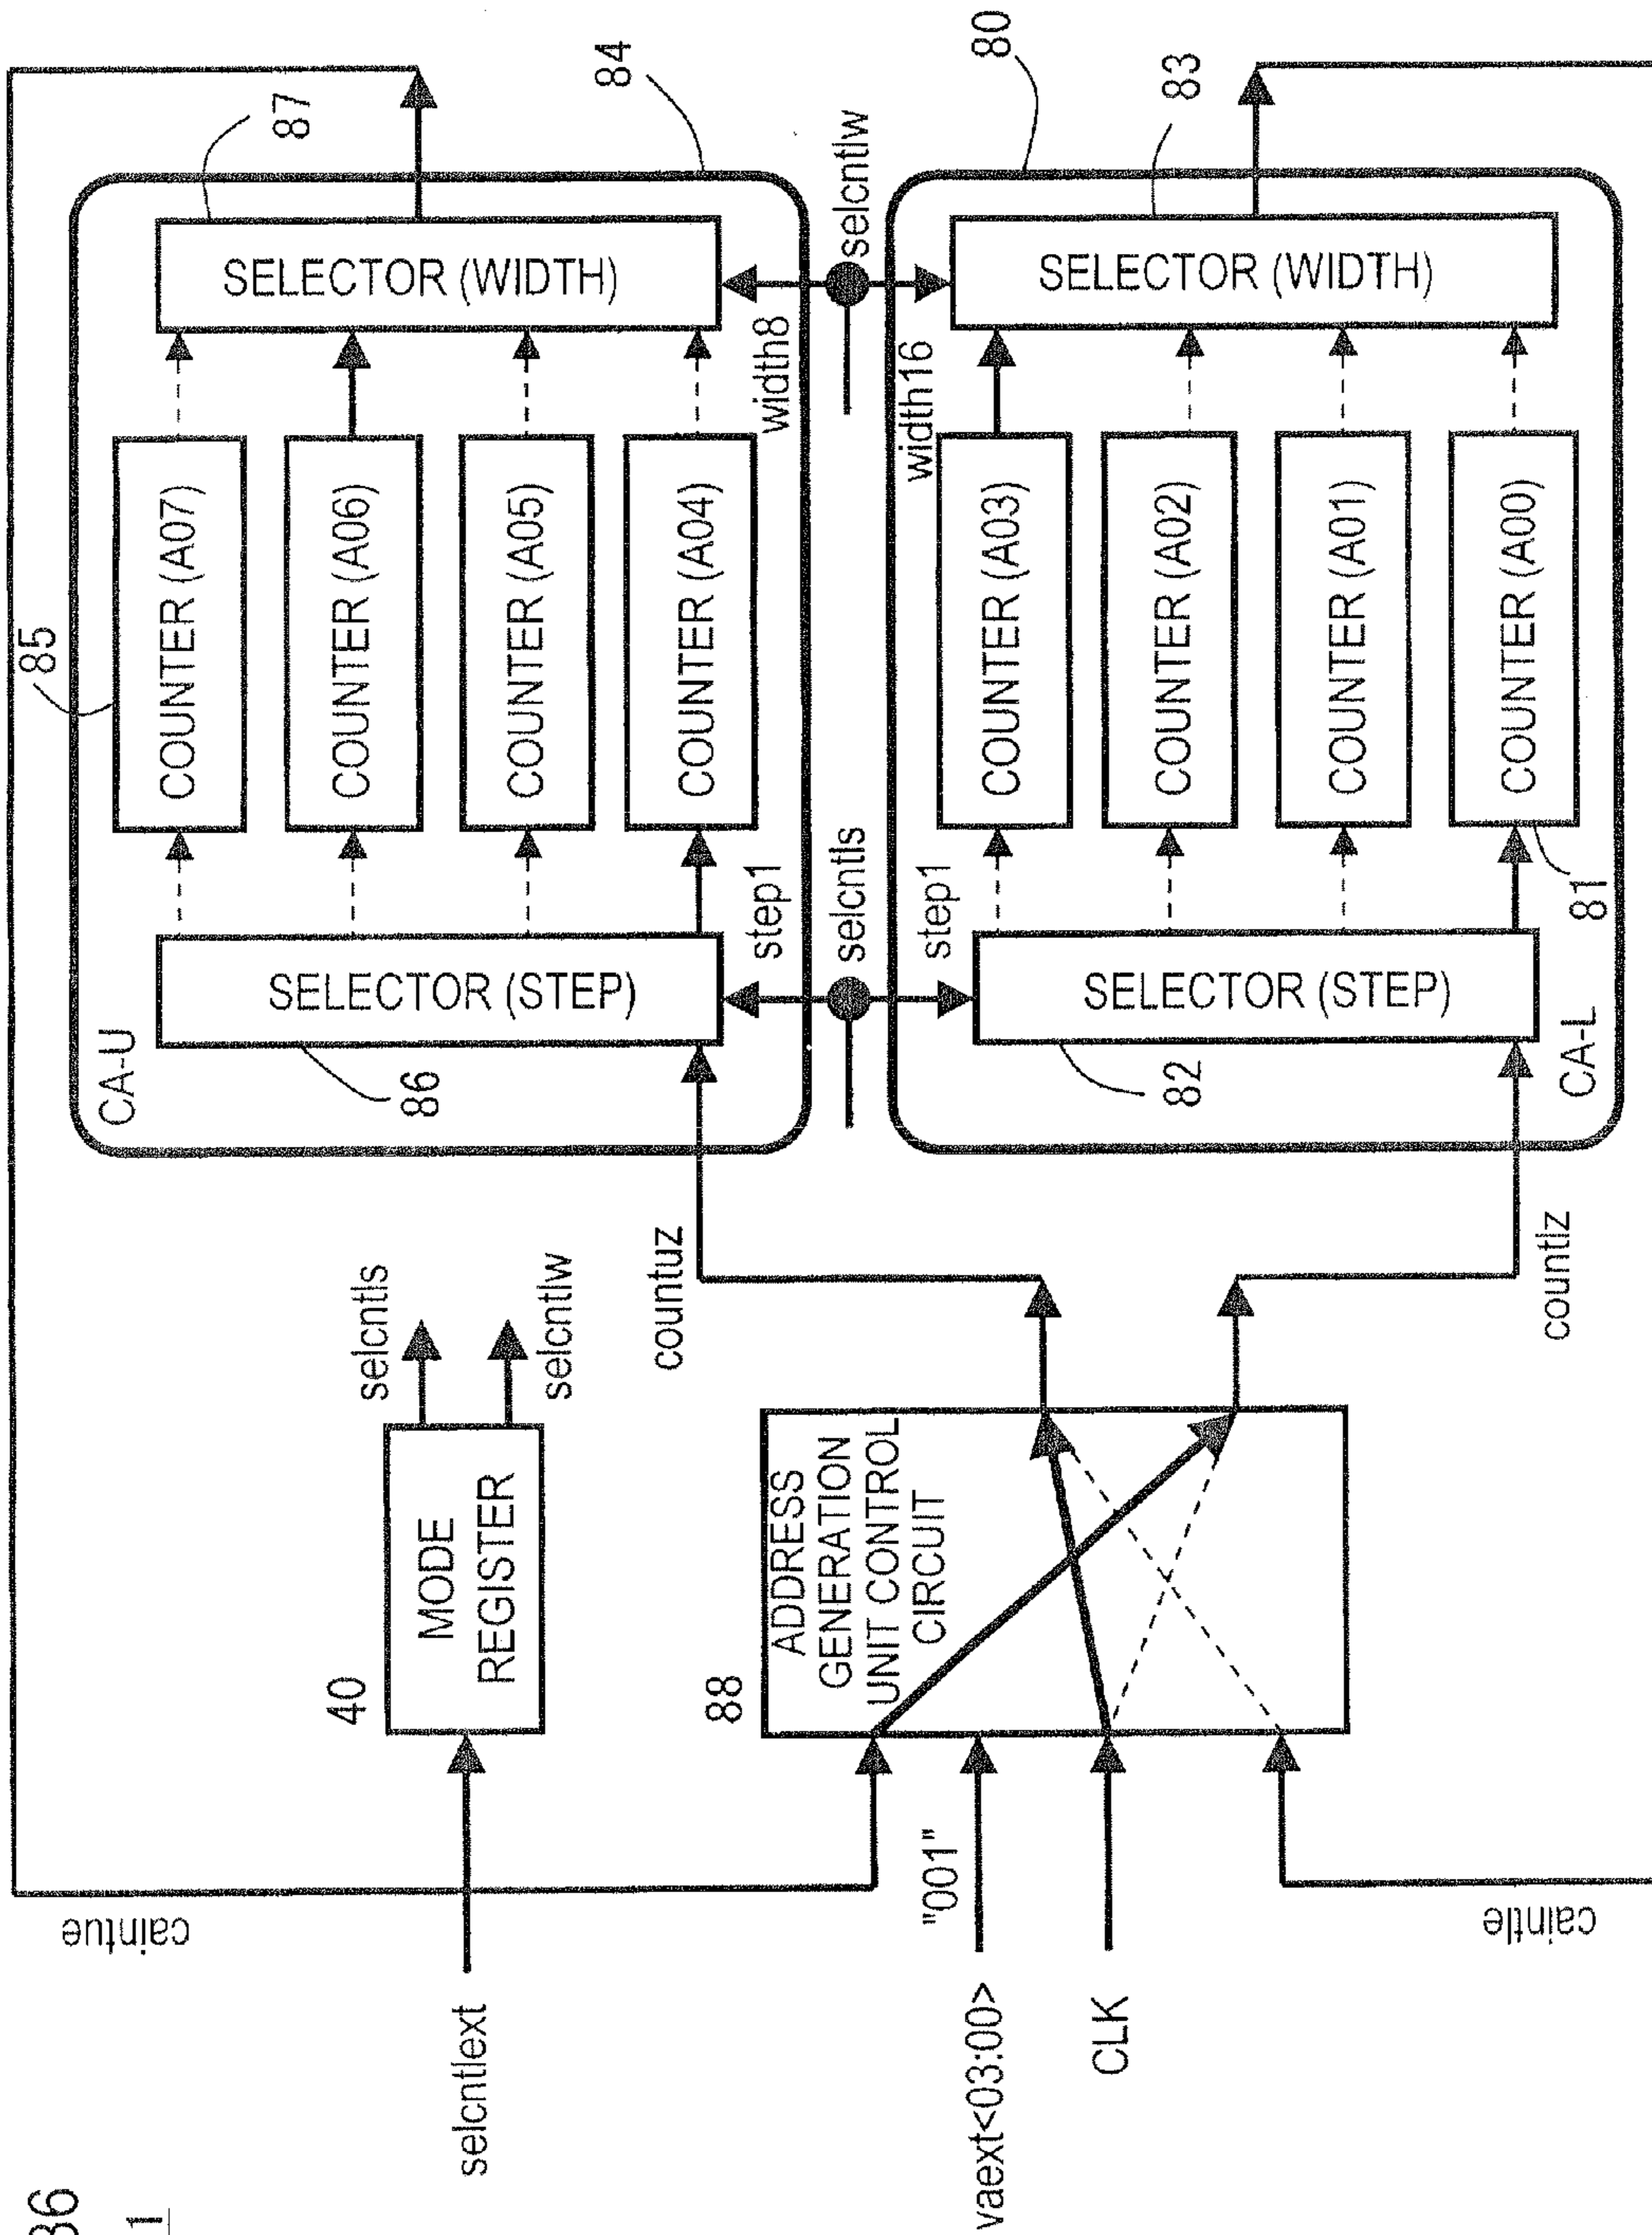 36
1
caintue
selcntlext
40
MODE
REGISTER
selcntls
selcntlw
vaext<03:00>
"001"
CLK
88
ADDRESS
GENERATION
UNIT CONTROL
CIRCUIT
countuz
countlz
caintle
CA-U
86
SELECTOR (STEP)
step1
85
COUNTER (A07)
COUNTER (A06)
COUNTER (A05)
COUNTER (A04)
87
SELECTOR (WIDTH)
width8
84
selcntls
selcntlw
CA-L
82
SELECTOR (STEP)
step1
COUNTER (A03)
COUNTER (A02)
COUNTER (A01)
COUNTER (A00)
81
width16
SELECTOR (WIDTH)
83
80